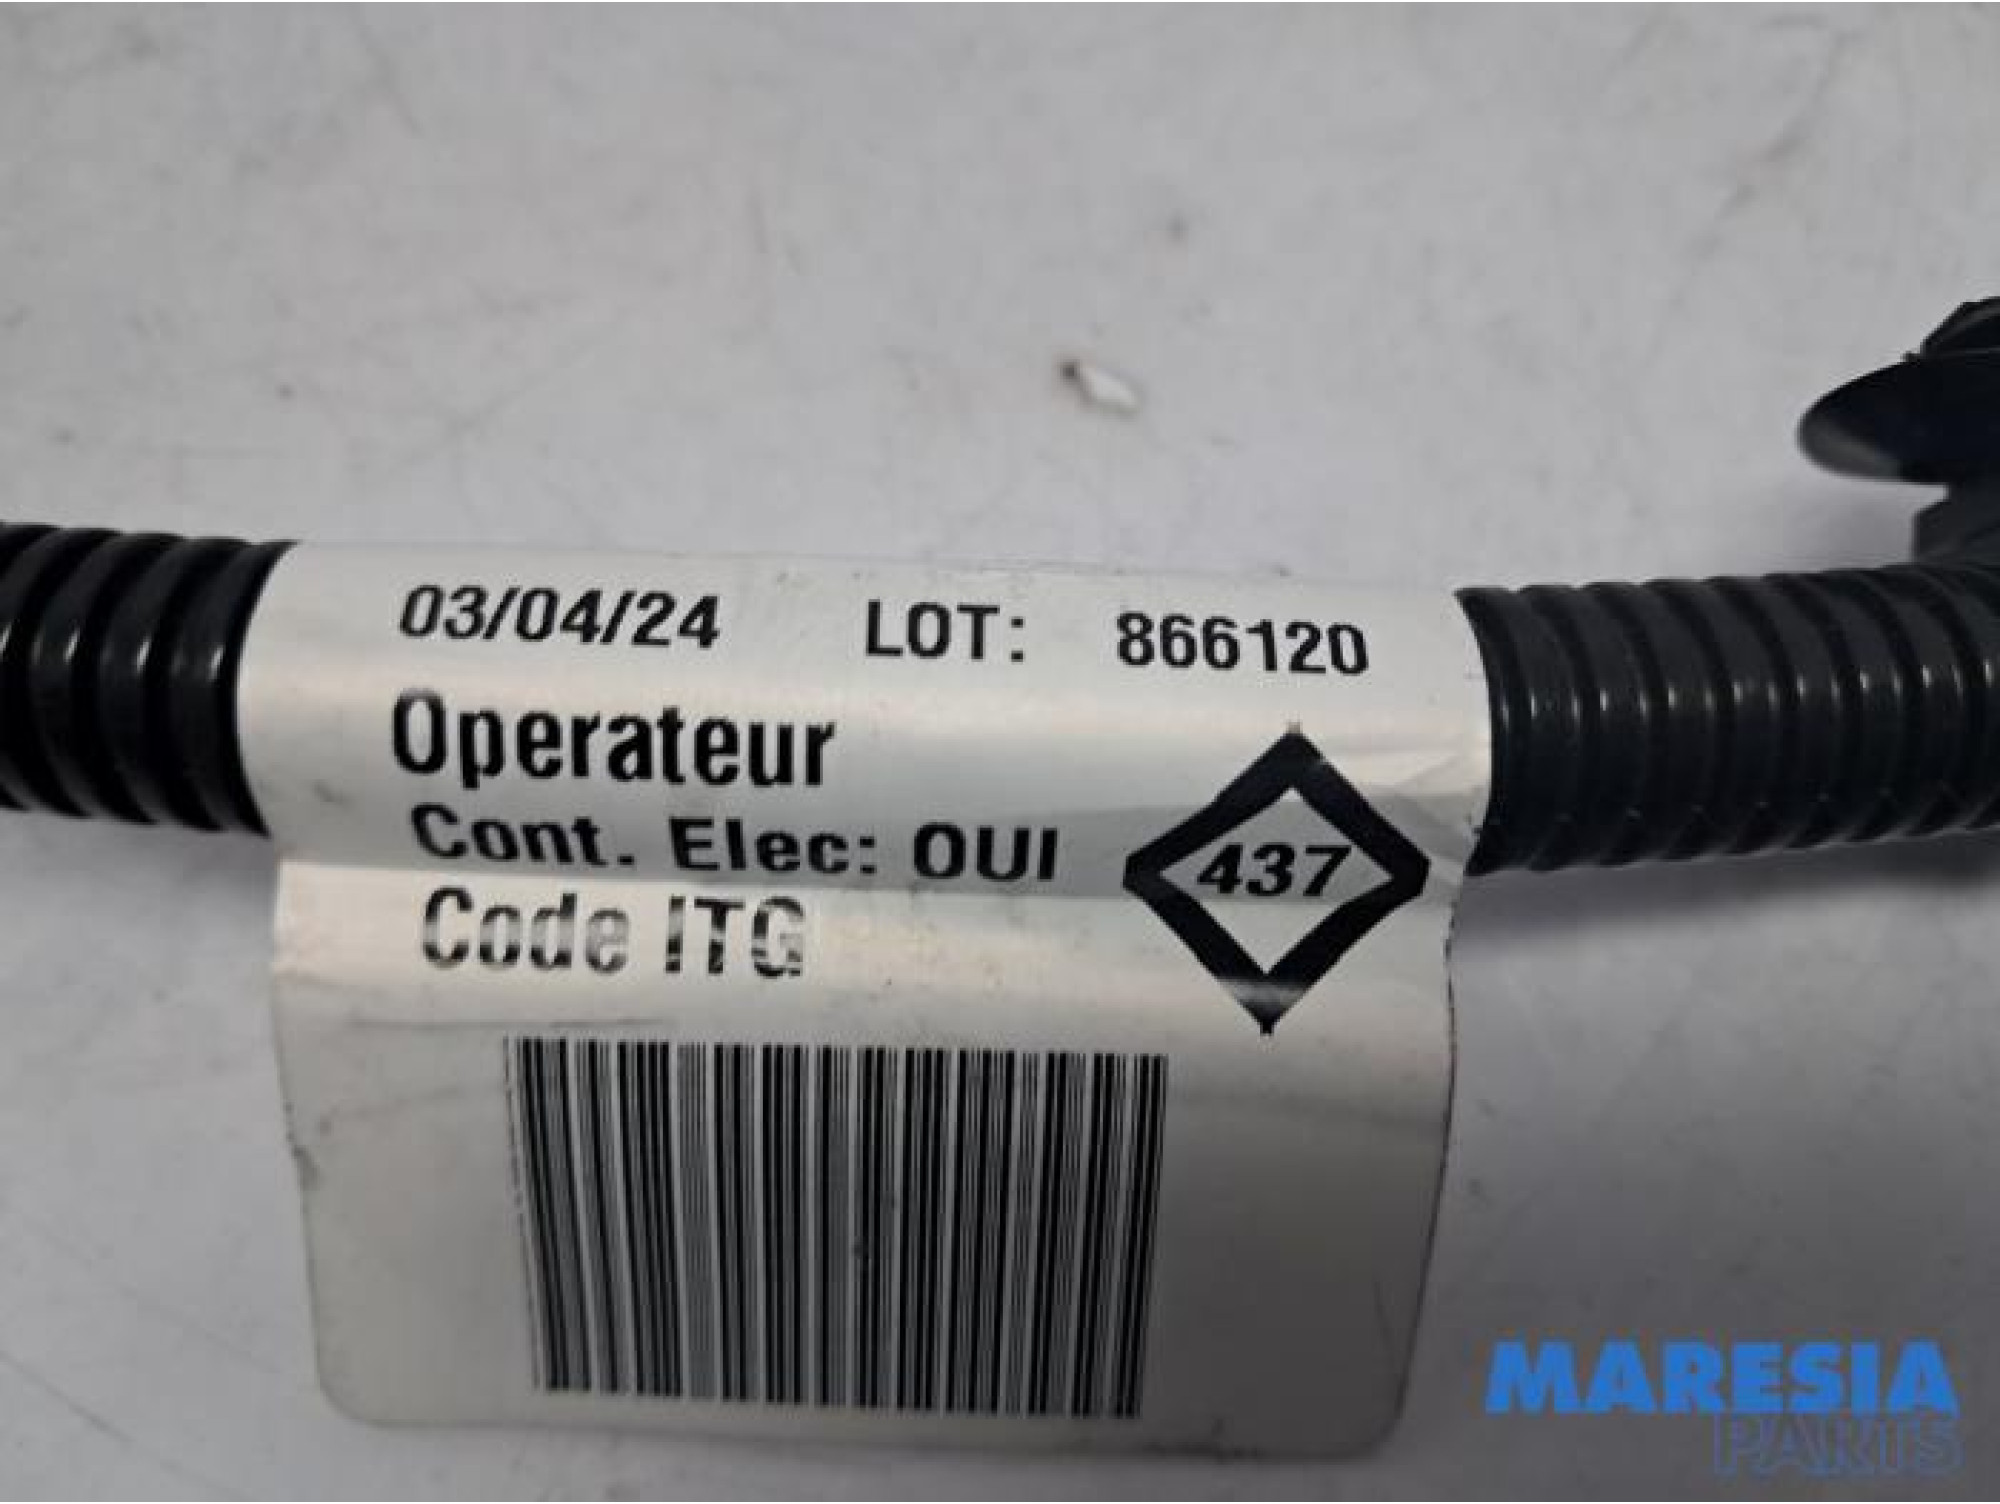 03/04/24 LOT: 866120
Operateur
Cont. Elec: OUI
437
Code ITG
MARESIA
PARTS